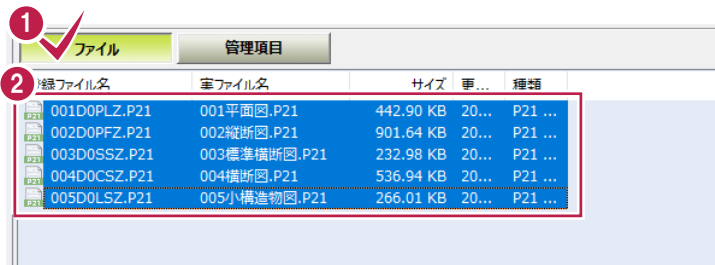 1
ファイル 管理項目
2
録ファイル名 実ファイル名 サイズ 更... 種類
001D0PLZ.P21 001平面図.P21 442.90 KB 20... P21 ...
002D0PFZ.P21 002縦断図.P21 901.64 KB 20... P21 ...
003D0SSZ.P21 003標準横断図.P21 232.98 KB 20... P21 ...
004D0CSZ.P21 004横断図.P21 536.94 KB 20... P21 ...
005D0LSZ.P21 005小構造物図.P21 266.01 KB 20... P21 ...